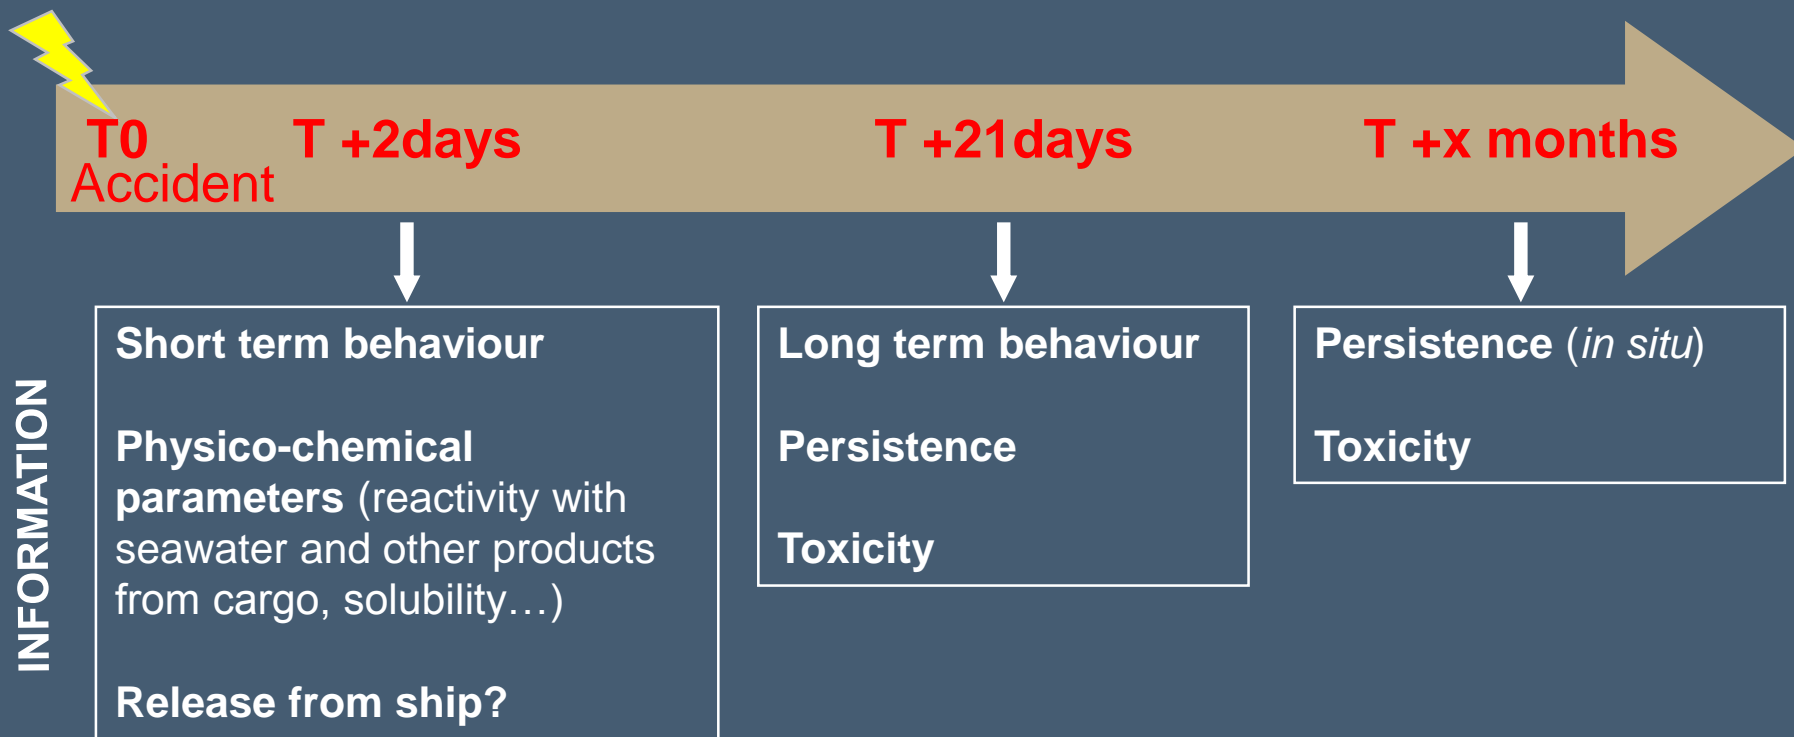 T0
Accident
T +2days
T +21days
T +x months
INFORMATION
Short term behaviour
Physico-chemical
parameters (reactivity with
seawater and other products
from cargo, solubility…)
Release from ship?
Long term behaviour
Persistence
Toxicity
Persistence (in situ)
Toxicity